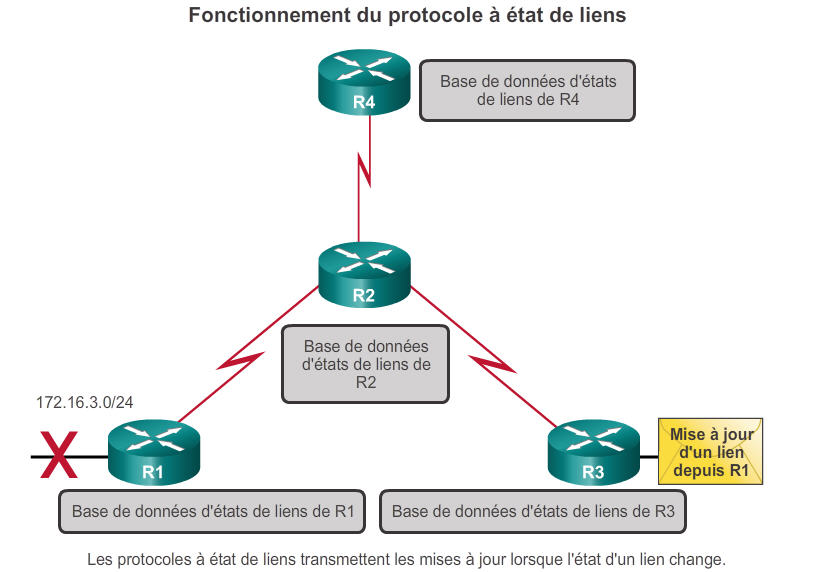 Fonctionnement du protocole à état de liens
R4
Base de données d'états
de liens de R4
R2
Base de données
d'états de liens de
R2
172.16.3.0/24
X
R1
R3
Mise à jour
d'un lien
depuis R1
Base de données d'états de liens de R1
Base de données d'états de liens de R3
Les protocoles à état de liens transmettent les mises à jour lorsque l'état d'un lien change.